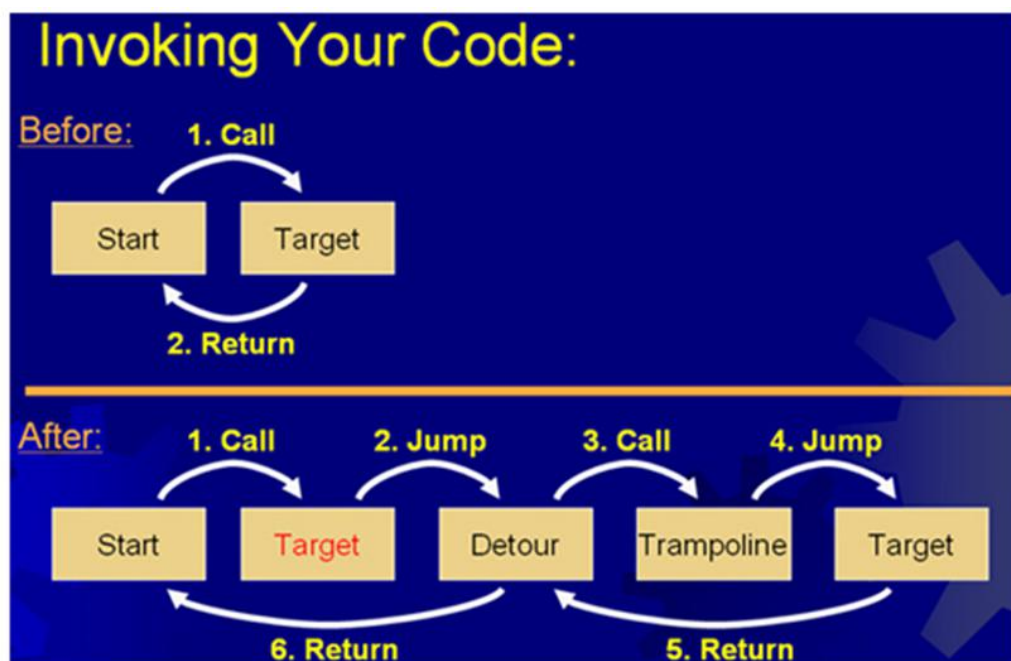 Invoking Your Code:
Before:
1. Call
Start
Target
2. Return
After:
1. Call
2. Jump
3. Call
4. Jump
Start
Target
Detour
Trampoline
Target
6. Return
5. Return